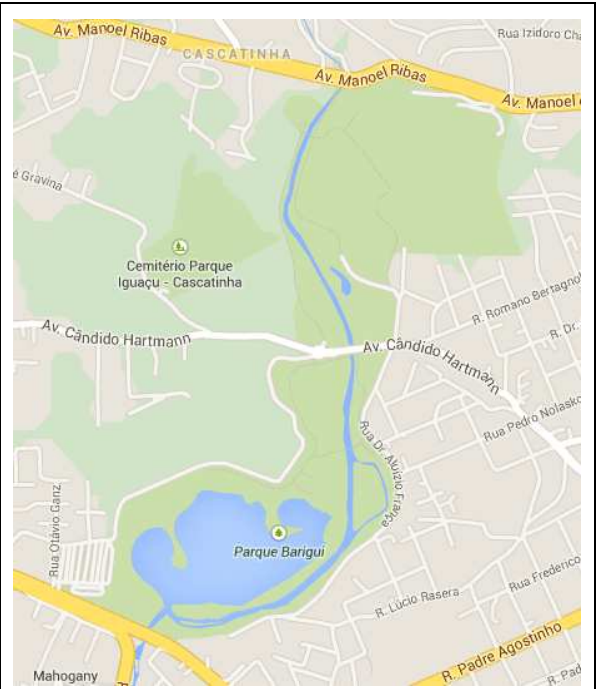 Av. Manoel Ribas
CASCATINHA
Rua Izidoro Cha
Av. Manoel Ribas
Av. Manoel
é Gravina
Cemitério Parque
Iguaçu - Cascatinha
R. Romano Bertagnol
Av. Cândido Hartmann
Av. Cândido Hartmann
R. Dr.
Rua Pedro Nolask
Rua Dr. Aluízio França
Rua Otávio Ganz
Parque Barigui
Rua Frederico
R. Lúcio Rasera
R. Padre Agostinho
R. Pad
Mahogany